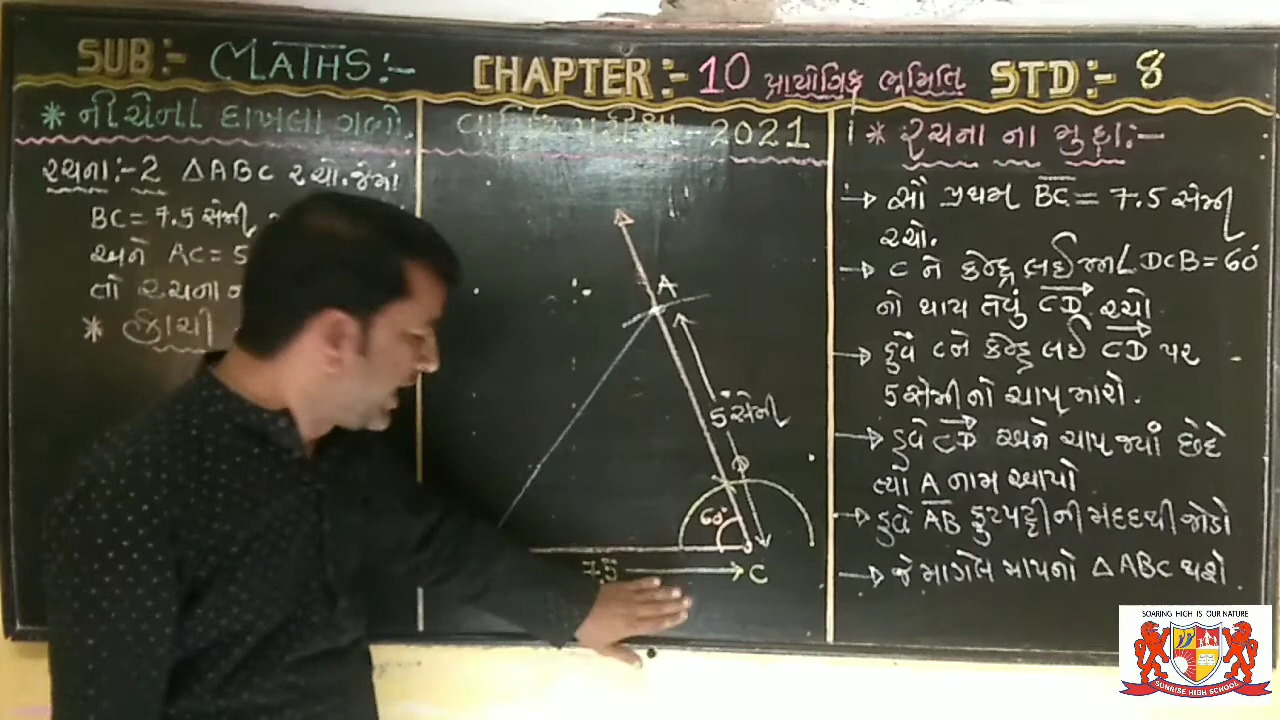 SUB:- MATHS:- CHAPTER:- 10 પ્રાયોગિક ભૂમિતિ STD:- 8
* નીચેના દાખલા ગણો.
રચના:- 2 △ABC રચો. જેમાં
BC = 7.5 સેમી,
અને AC = 5
તો રચના
*
પરીક્ષા 2021
A
5 સેમી
D
60°
7.5
C
* રચના ના મુદ્દા:-
→ સૌ પ્રથમ BC = 7.5 સેમી
રચો.
→ C ને કેન્દ્ર લઈ m∠DCB = 60°
નો થાય તેવું CD રચો
→ હવે C ને કેન્દ્ર લઈ CD પર
5 સેમી નો ચાપ મારો.
→ હવે CD અને ચાપ જ્યાં છેદે
ત્યાં A નામ આપો
→ હવે AB ફુટપટ્ટીની મદદથી જોડો
→ જે માગેલ માપનો △ABC થશે.
SOARING HIGH IS OUR NATURE
SUNRISE HIGH SCHOOL